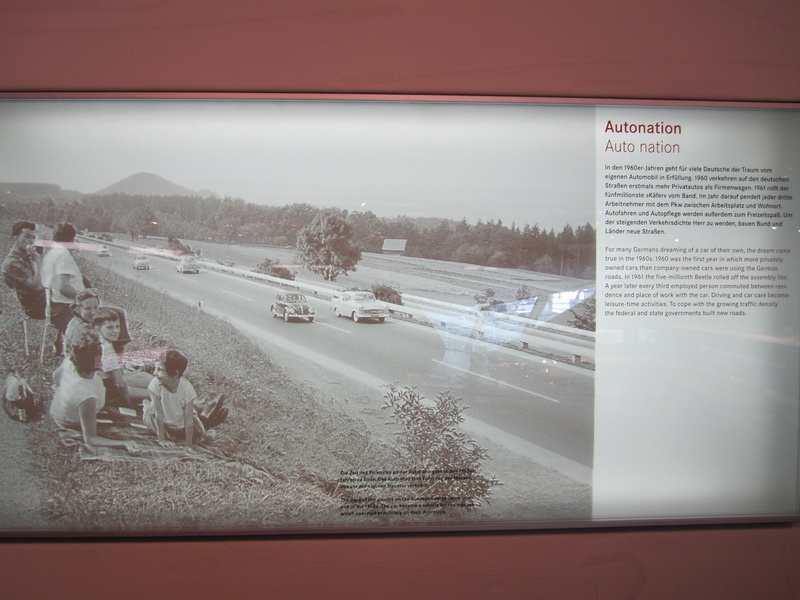 Autonation
Auto nation
In den 1960er-Jahren geht für viele Deutsche der Traum vom
eigenen Automobil in Erfüllung. 1960 verkehren auf den deutschen
Straßen erstmals mehr Privatautos als Firmenwagen. 1961 rollt der
fünfmillionste »Käfer« vom Band. Im Jahr darauf pendelt jeder dritte
Arbeitnehmer mit dem Pkw zwischen Arbeitsplatz und Wohnort.
Autofahren und Autopflege werden außerdem zum Freizeitspaß. Um
der steigenden Verkehrsdichte Herr zu werden, bauen Bund und
Länder neue Straßen.
For many Germans dreaming of a car of their own, the dream came
true in the 1960s. 1960 was the first year in which more privately
owned cars than company-owned cars were using the German
roads. In 1961 the five-millionth Beetle rolled off the assembly line.
A year later every third employed person commuted between resi-
dence and place of work with the car. Driving and car care became
leisure-time activities. To cope with the growing traffic density
the federal and state governments built new roads.